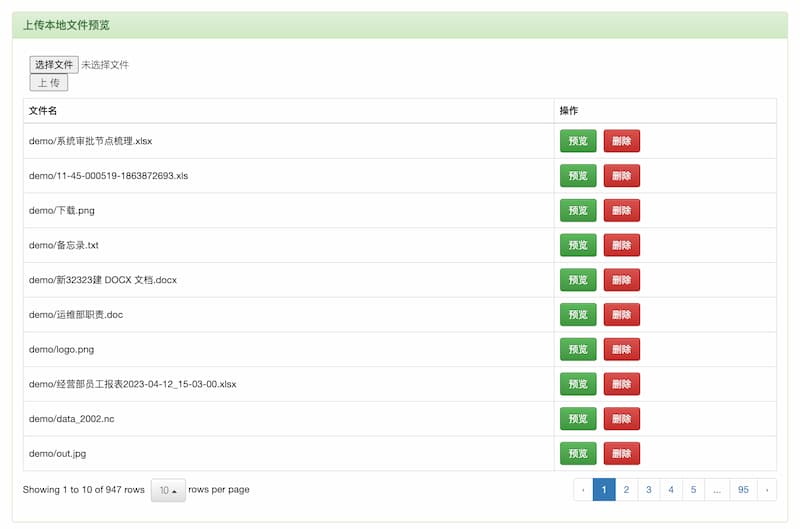 上传本地文件预览
选择文件 未选择文件
上 传
文件名 操作
demo/系统审批节点梳理.xlsx 预览 删除
demo/11-45-000519-1863872693.xls 预览 删除
demo/下载.png 预览 删除
demo/备忘录.txt 预览 删除
demo/新32323建 DOCX 文档.docx 预览 删除
demo/运维部职责.doc 预览 删除
demo/logo.png 预览 删除
demo/经营部员工报表2023-04-12_15-03-00.xlsx 预览 删除
demo/data_2002.nc 预览 删除
demo/out.jpg 预览 删除
Showing 1 to 10 of 947 rows 10 rows per page ‹ 1 2 3 4 5 ... 95 ›